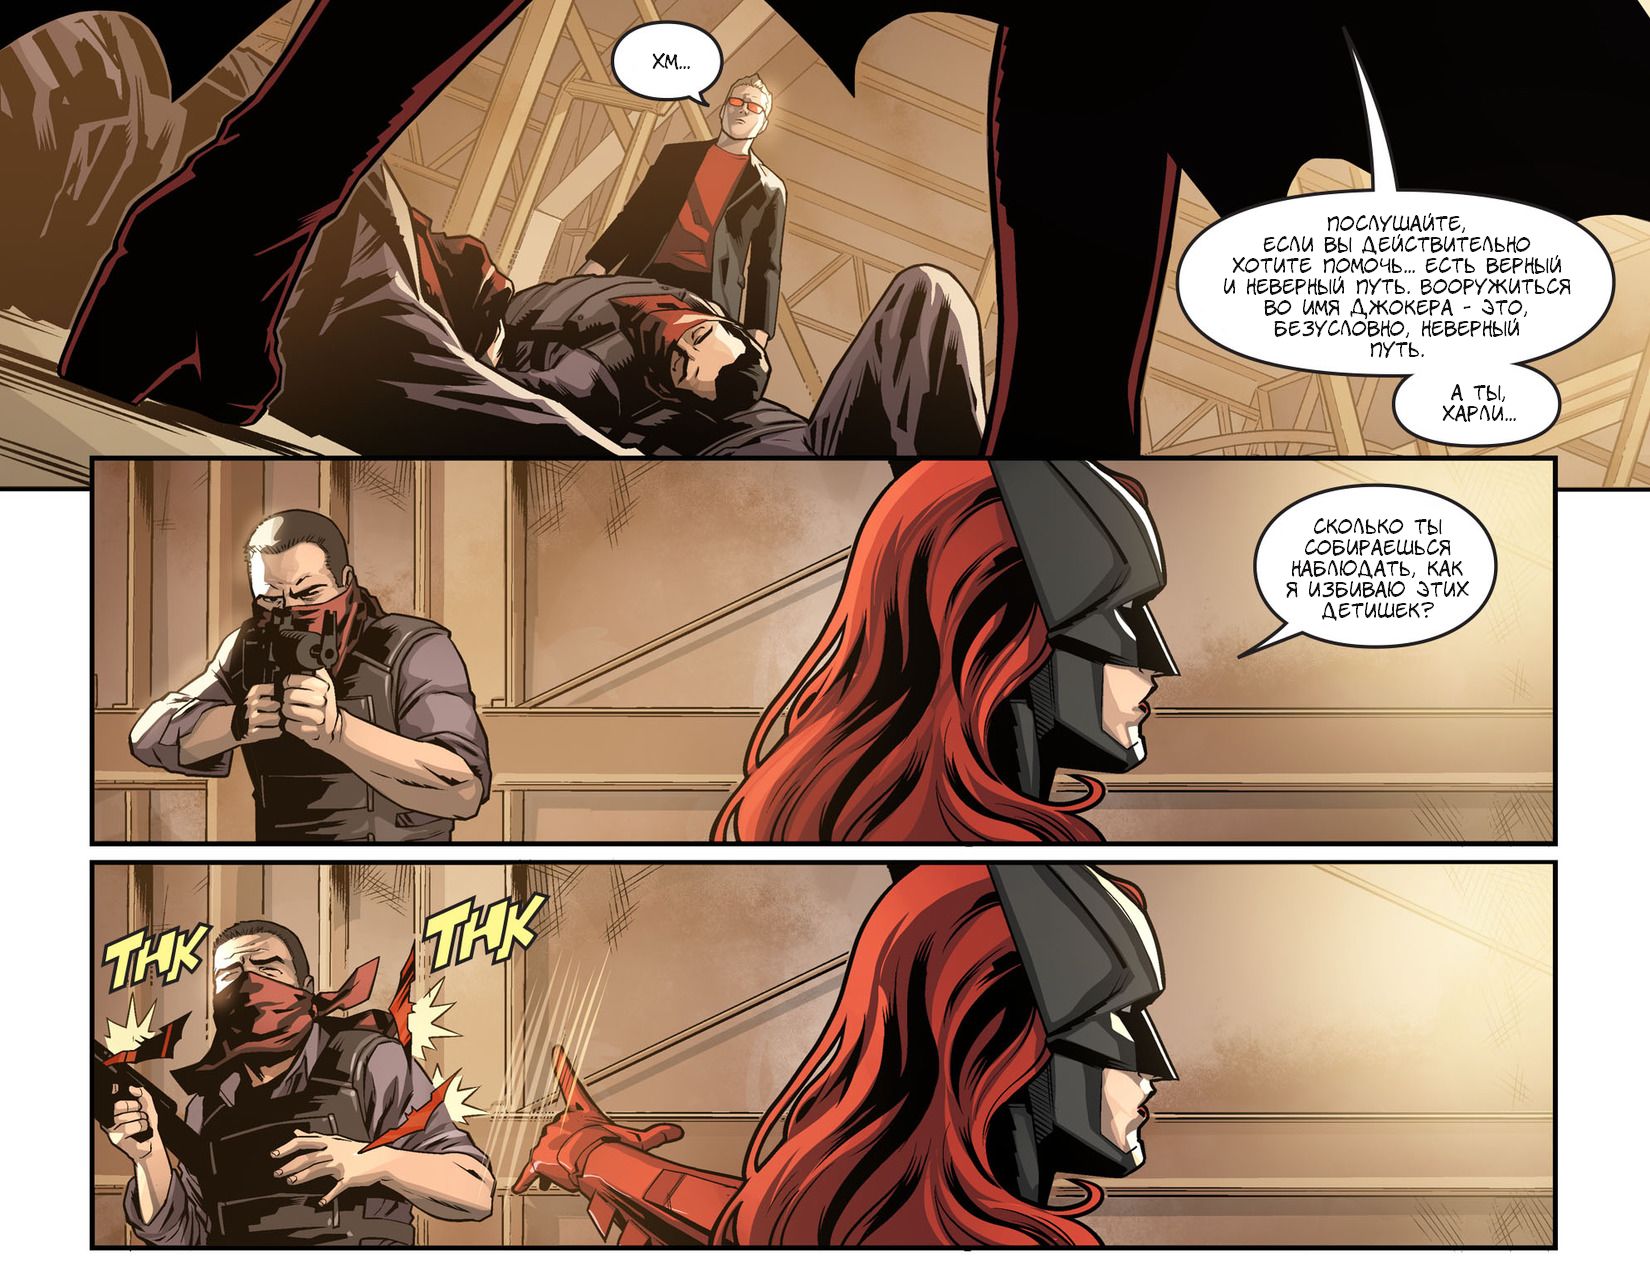 ХМ...
ПОСЛУШАЙТЕ,
ЕСЛИ ВЫ ДЕЙСТВИТЕЛЬНО
ХОТИТЕ ПОМОЧЬ... ЕСТЬ ВЕРНЫЙ
И НЕВЕРНЫЙ ПУТЬ. ВООРУЖИТЬСЯ
ВО ИМЯ ДЖОКЕРА - ЭТО,
БЕЗУСЛОВНО, НЕВЕРНЫЙ
ПУТЬ.
А ТЫ,
ХАРЛИ...
СКОЛЬКО ТЫ
СОБИРАЕШЬСЯ
НАБЛЮДАТЬ, КАК
Я ИЗБИВАЮ ЭТИХ
ДЕТИШЕК?
THK
THK